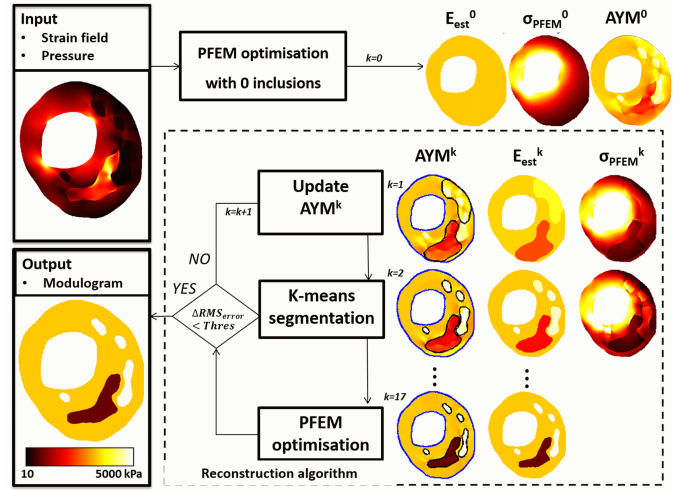 Input
• Strain field
• Pressure
PFEM optimisation
with 0 inclusions
k=0
E_est^0
σ_PFEM^0
AYM^0
Update
AYM^k
k=k+1
k=1
AYM^k
E_est^k
σ_PFEM^k
NO
YES
Output
• Modulogram
ΔRMS_error
< Thres
K-means
segmentation
k=2
PFEM
optimisation
k=17
Reconstruction algorithm
10
5000 kPa